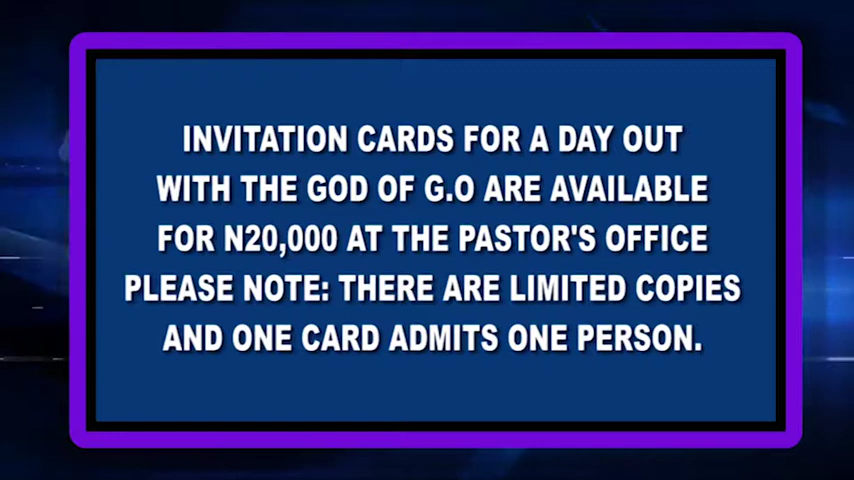 INVITATION CARDS FOR A DAY OUT
WITH THE GOD OF G.O ARE AVAILABLE
FOR N20,000 AT THE PASTOR'S OFFICE
PLEASE NOTE: THERE ARE LIMITED COPIES
AND ONE CARD ADMITS ONE PERSON.